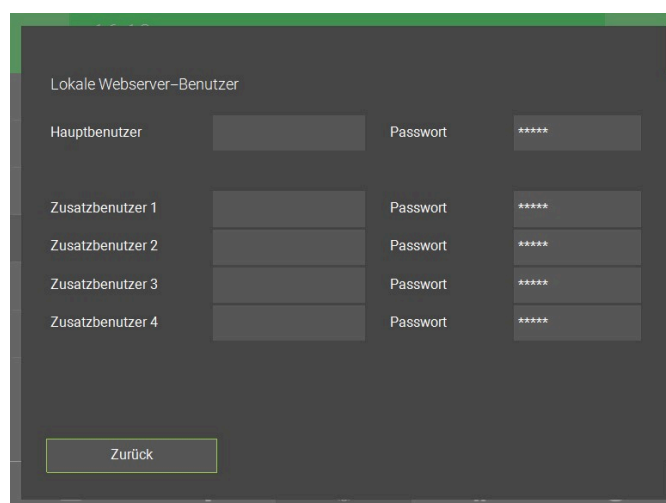 Lokale Webserver-Benutzer
Hauptbenutzer Passwort *****
Zusatzbenutzer 1 Passwort *****
Zusatzbenutzer 2 Passwort *****
Zusatzbenutzer 3 Passwort *****
Zusatzbenutzer 4 Passwort *****
Zurück